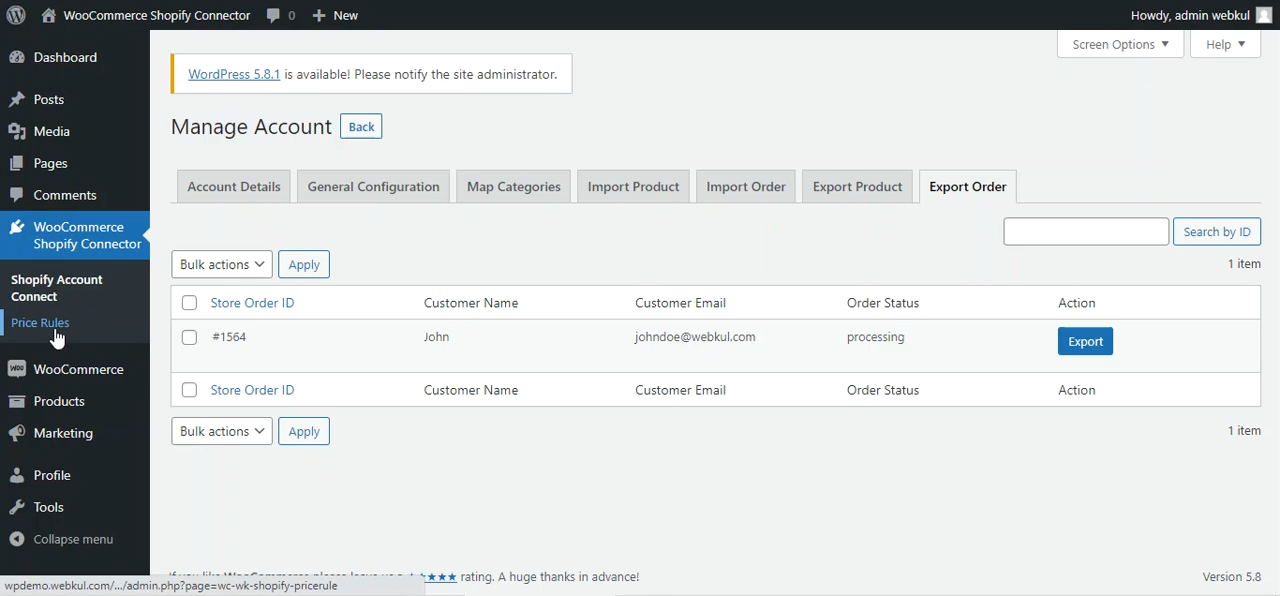 WooCommerce Shopify Connector 0 New Howdy, admin webkul
Screen Options ▼ Help ▼
Dashboard
Posts
Media
Pages
Comments
WooCommerce
Shopify Connector
Shopify Account
Connect
Price Rules
WooCommerce
Products
Marketing
Profile
Tools
Collapse menu
WordPress 5.8.1 is available! Please notify the site administrator.
Manage Account Back
Account Details General Configuration Map Categories Import Product Import Order Export Product Export Order
Search by ID
Bulk actions Apply 1 item
Store Order ID Customer Name Customer Email Order Status Action
#1564 John johndoe@webkul.com processing Export
Store Order ID Customer Name Customer Email Order Status Action
Bulk actions Apply 1 item
★★★ rating. A huge thanks in advance! Version 5.8
wpdemo.webkul.com/.../admin.php?page=wc-wk-shopify-pricerule